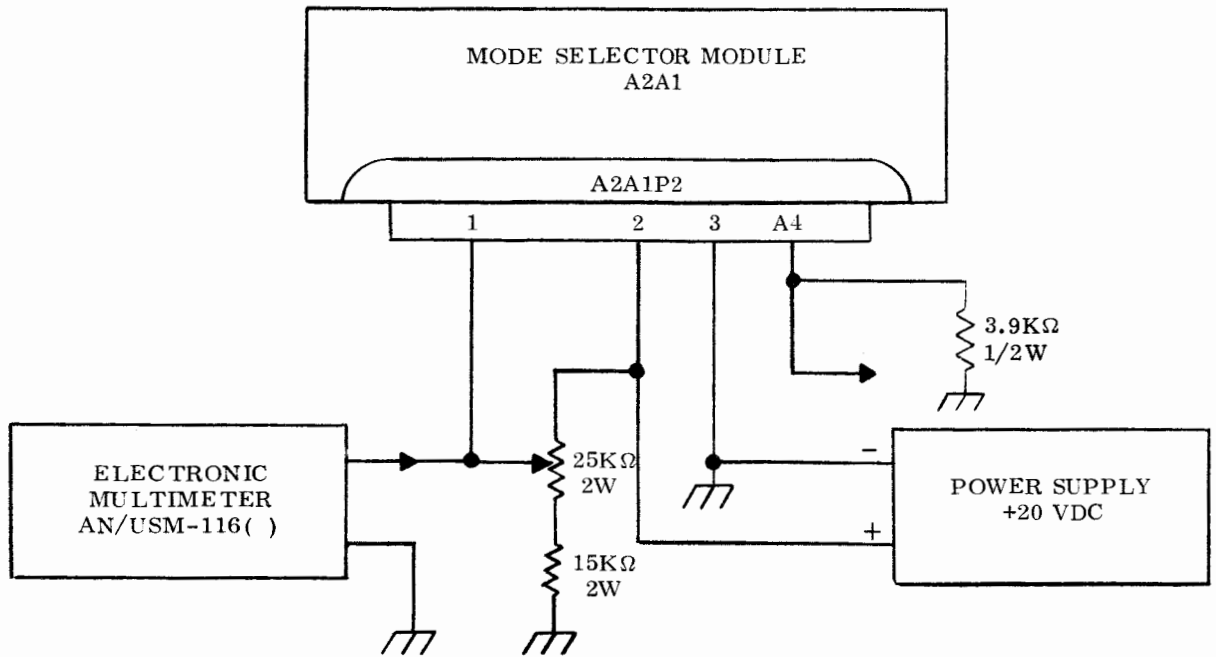 MODE SELECTOR MODULE
A2A1
A2A1P2
1 2 3 A4
3.9KΩ
1/2W
ELECTRONIC
MULTIMETER
AN/USM-116( )
25KΩ
2W
15KΩ
2W
−
+
POWER SUPPLY
+20 VDC